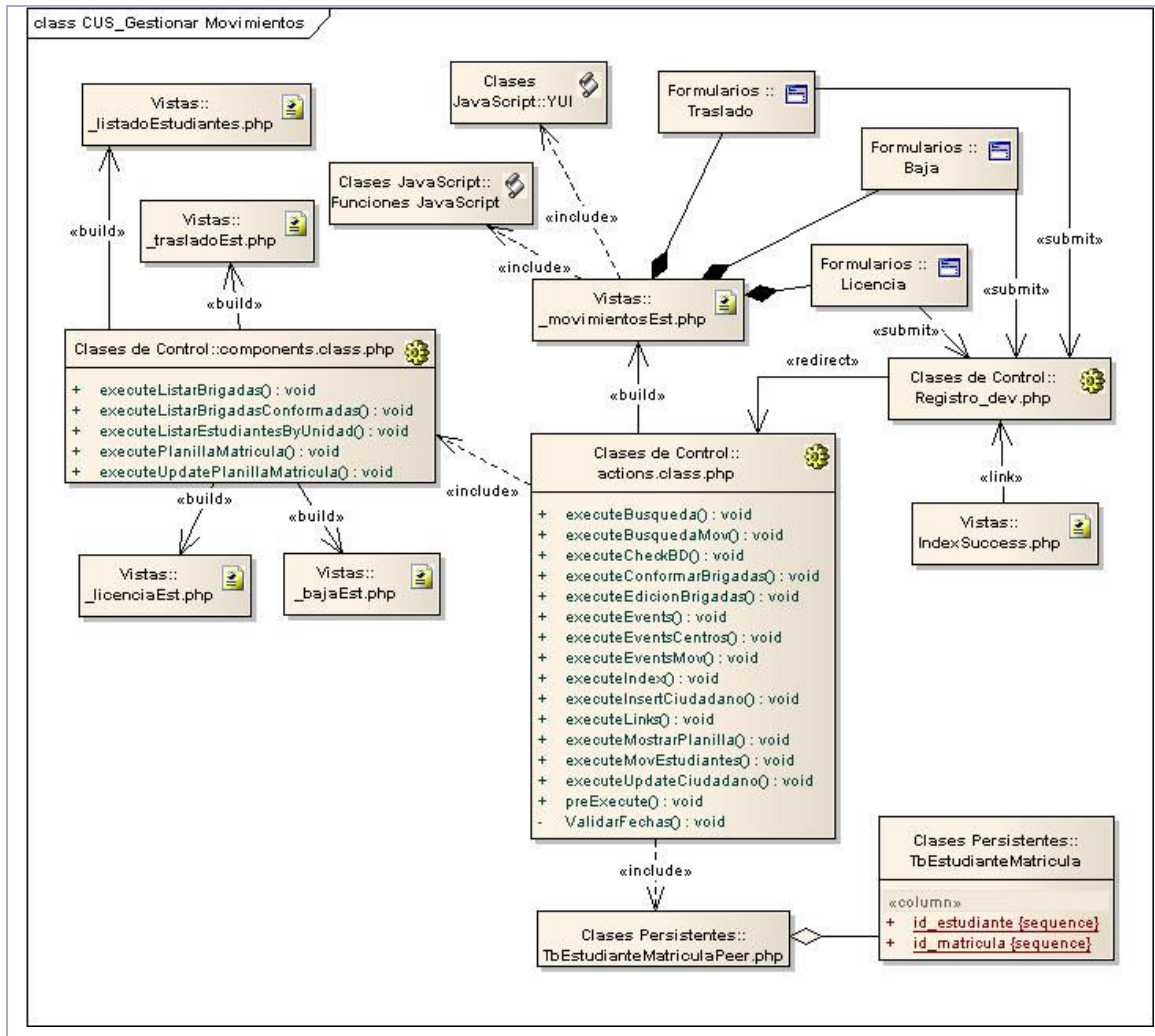 class CUS_Gestionar Movimientos
Vistas::
_listadoEstudiantes.php
Clases
JavaScript::YUI
Formularios ::
Traslado
Formularios ::
Baja
Clases JavaScript::
Funciones JavaScript
Vistas::
_trasladoEst.php
«build»
«include»
«submit»
«include»
Formularios ::
Licencia
«build»
Vistas::
_movimientosEst.php
«submit»
«submit»
Clases de Control::components.class.php
+ executeListarBrigadas() : void
+ executeListarBrigadasConformadas() : void
+ executeListarEstudiantesByUnidad() : void
+ executePlanillaMatricula() : void
+ executeUpdatePlanillaMatricula() : void
«redirect»
Clases de Control::
Registro_dev.php
«build»
«include»
«link»
«build»
«build»
Vistas::
IndexSuccess.php
Vistas::
_licenciaEst.php
Vistas::
_bajaEst.php
Clases de Control::
actions.class.php
+ executeBusqueda() : void
+ executeBusquedaMov() : void
+ executeCheckBD() : void
+ executeConformarBrigadas() : void
+ executeEdicionBrigadas() : void
+ executeEvents() : void
+ executeEventsCentros() : void
+ executeEventsMov() : void
+ executeIndex() : void
+ executeInsertCiudadano() : void
+ executeLinks() : void
+ executeMostrarPlanilla() : void
+ executeMovEstudiantes() : void
+ executeUpdateCiudadano() : void
+ preExecute() : void
- ValidarFechas() : void
«include»
Clases Persistentes::
TbEstudianteMatriculaPeer.php
Clases Persistentes::
TbEstudianteMatricula
«column»
+ id_estudiante {sequence}
+ id_matricula {sequence}